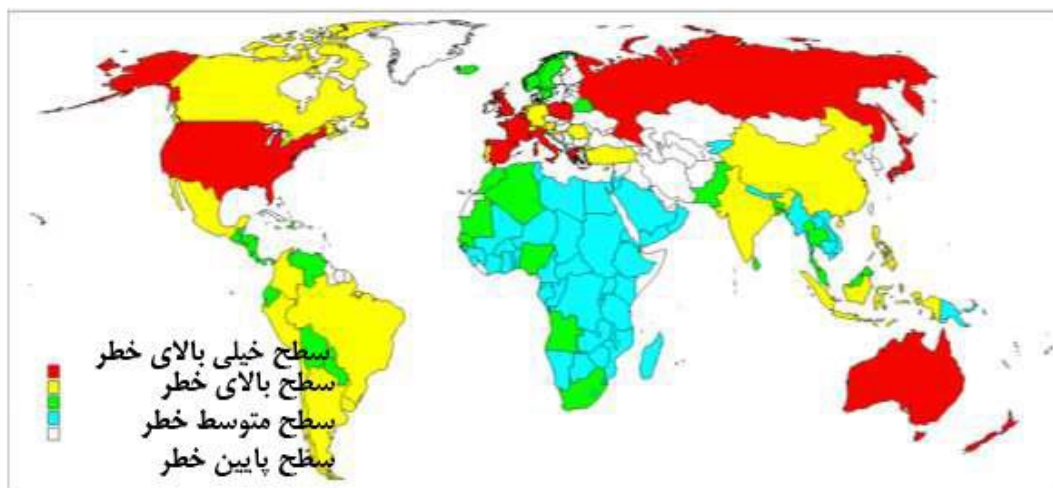 سطح خیلی بالای خطر
سطح بالای خطر
سطح متوسط خطر
سطح پایین خطر